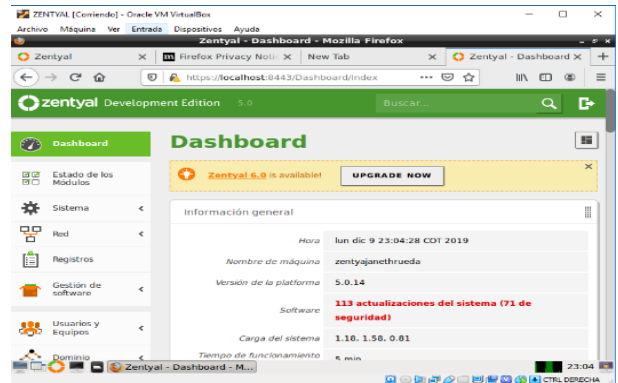 ZENTYAL [Corriendo] - Oracle VM VirtualBox
Archivo Máquina Ver Entrada Dispositivos Ayuda
Zentyal - Dashboard - Mozilla Firefox
Zentyal
Firefox Privacy Notic
New Tab
Zentyal - Dashboard
https://localhost:8443/Dashboard/Index
zentyal Development Edition 5.0
Buscar...
Dashboard
Estado de los
Módulos
Sistema
Red
Registros
Gestión de
software
Usuarios y
Equipos
Dominio
Dashboard
Zentyal 6.0 is available!
UPGRADE NOW
Información general
Hora lun dic 9 23:04:28 COT 2019
Nombre de máquina zentyajanethrueda
Versión de la plataforma 5.0.14
Software 113 actualizaciones del sistema (71 de
seguridad)
Carga del sistema 1.18, 1.58, 0.81
Tiempo de funcionamiento 5 min
Zentyal - Dashboard - M...
23:04
CTRL DERECHA